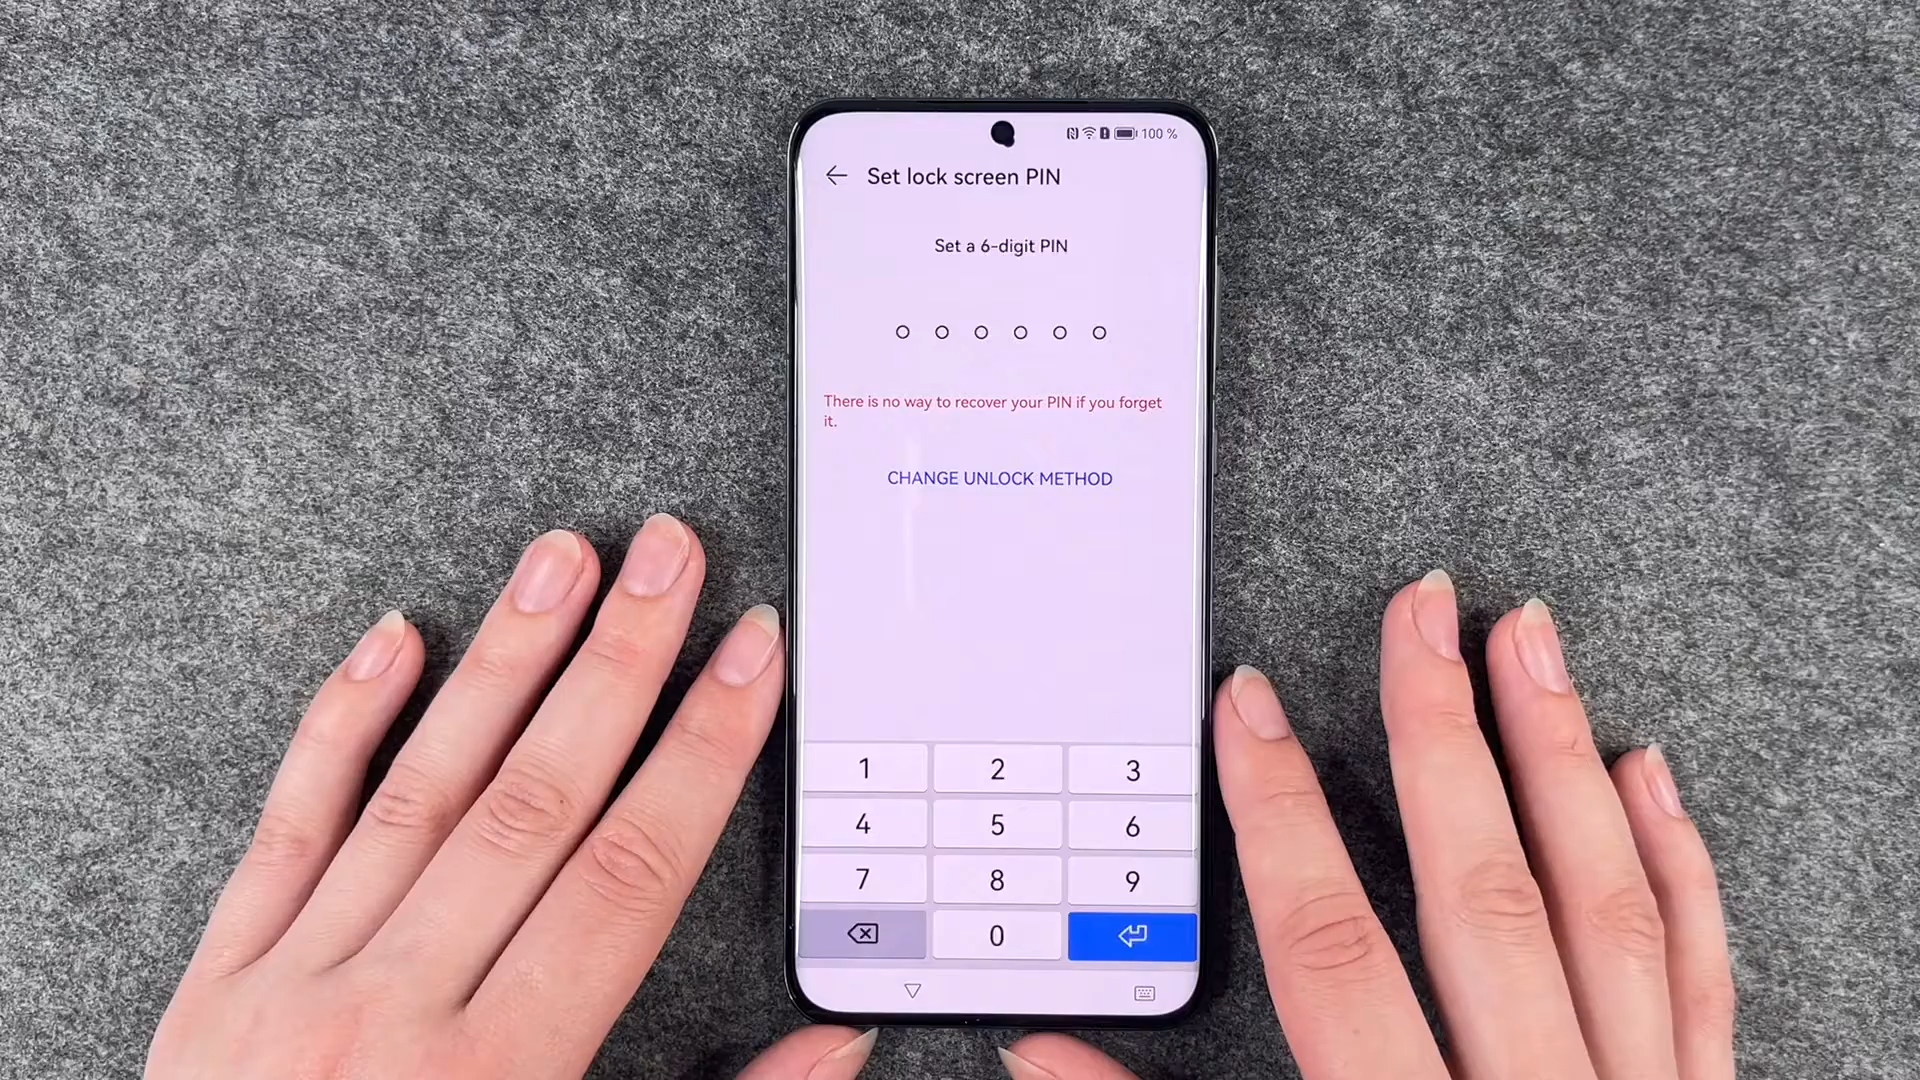 100 %
Set lock screen PIN
Set a 6-digit PIN
There is no way to recover your PIN if you forget
it.
CHANGE UNLOCK METHOD
1 2 3
4 5 6
7 8 9
0